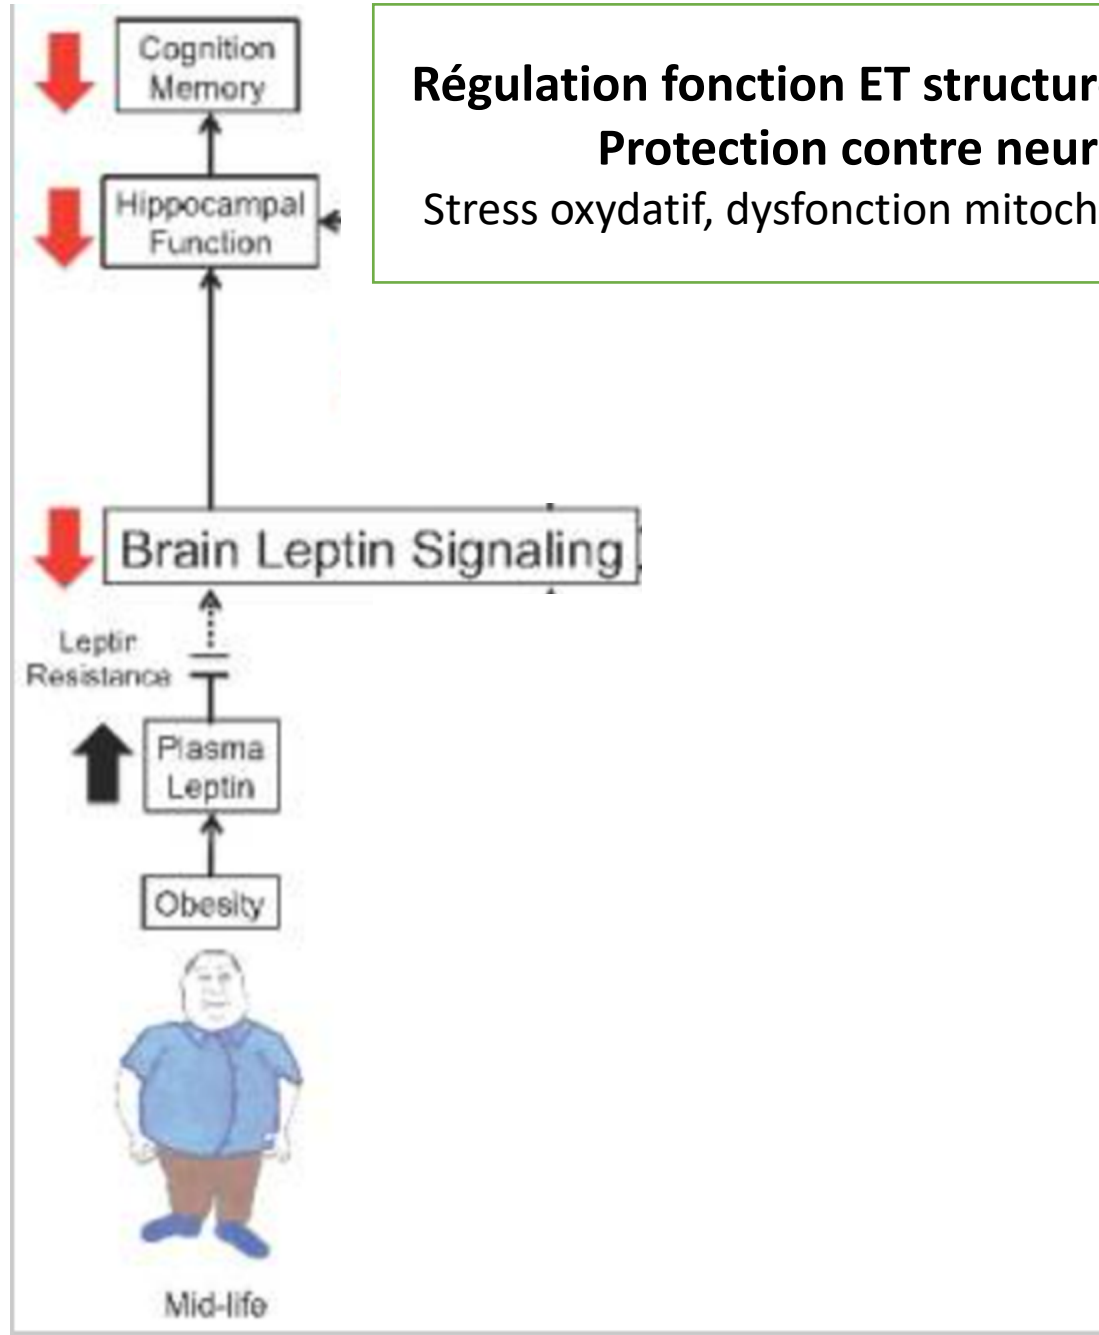 Cognition
Memory
Régulation fonction ET structur
Protection contre neur
Stress oxydatif, dysfonction mitoch
Hippocampal
Function
Brain Leptin Signaling
Leptin
Resistance
Plasma
Leptin
Obesity
Mid-life